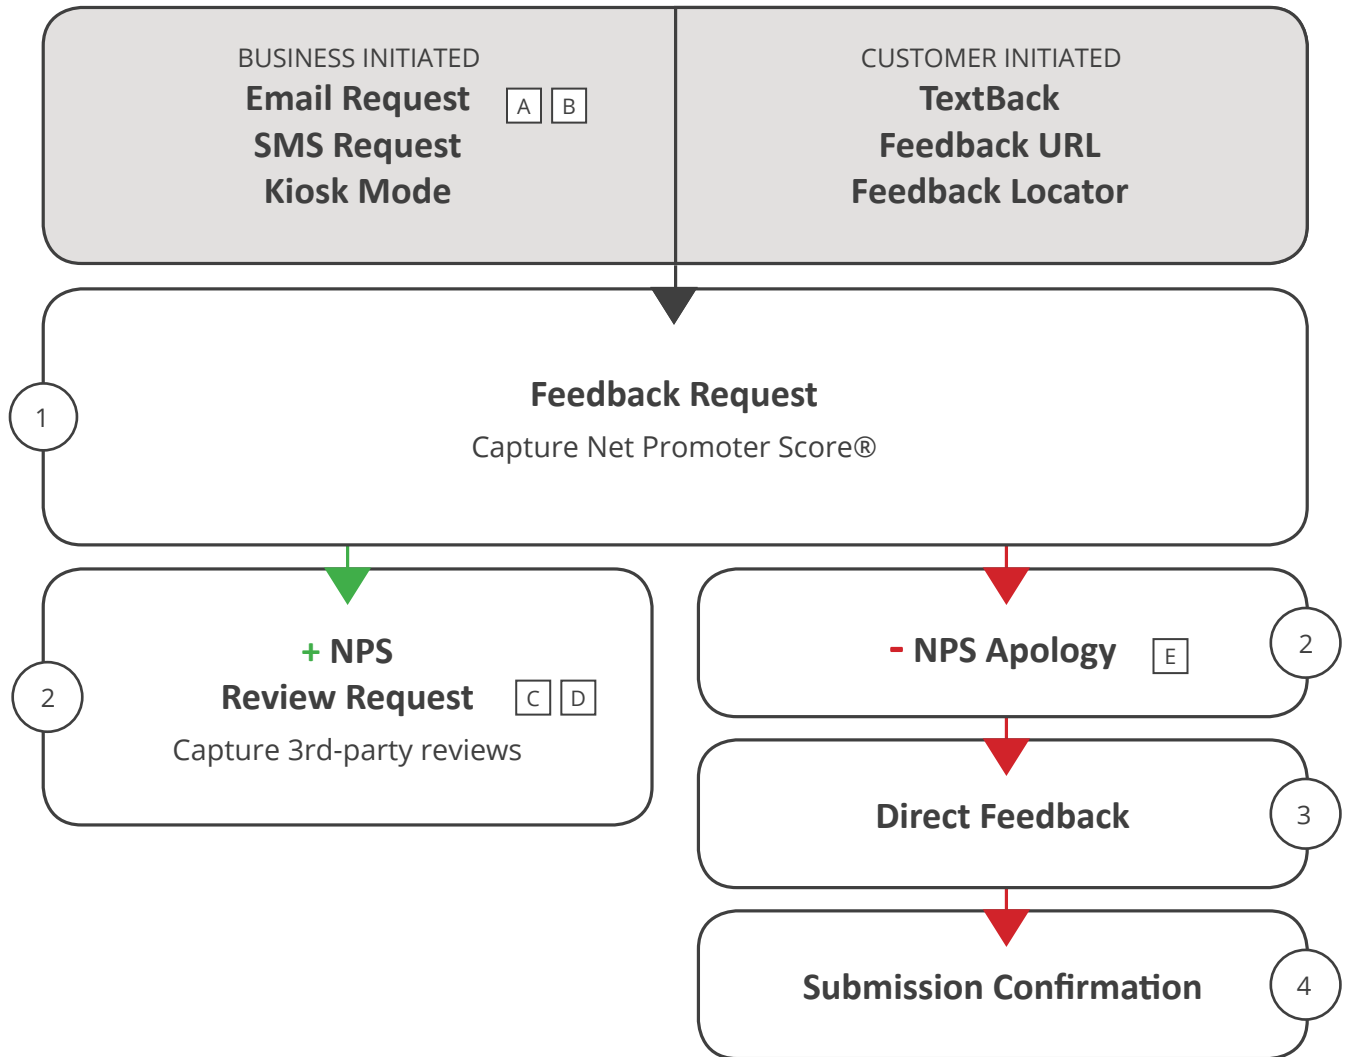 BUSINESS INITIATED
Email Request A B
SMS Request
Kiosk Mode
CUSTOMER INITIATED
TextBack
Feedback URL
Feedback Locator
1
Feedback Request
Capture Net Promoter Score®
2
+ NPS
Review Request C D
Capture 3rd-party reviews
- NPS Apology E
2
Direct Feedback
3
Submission Confirmation
4